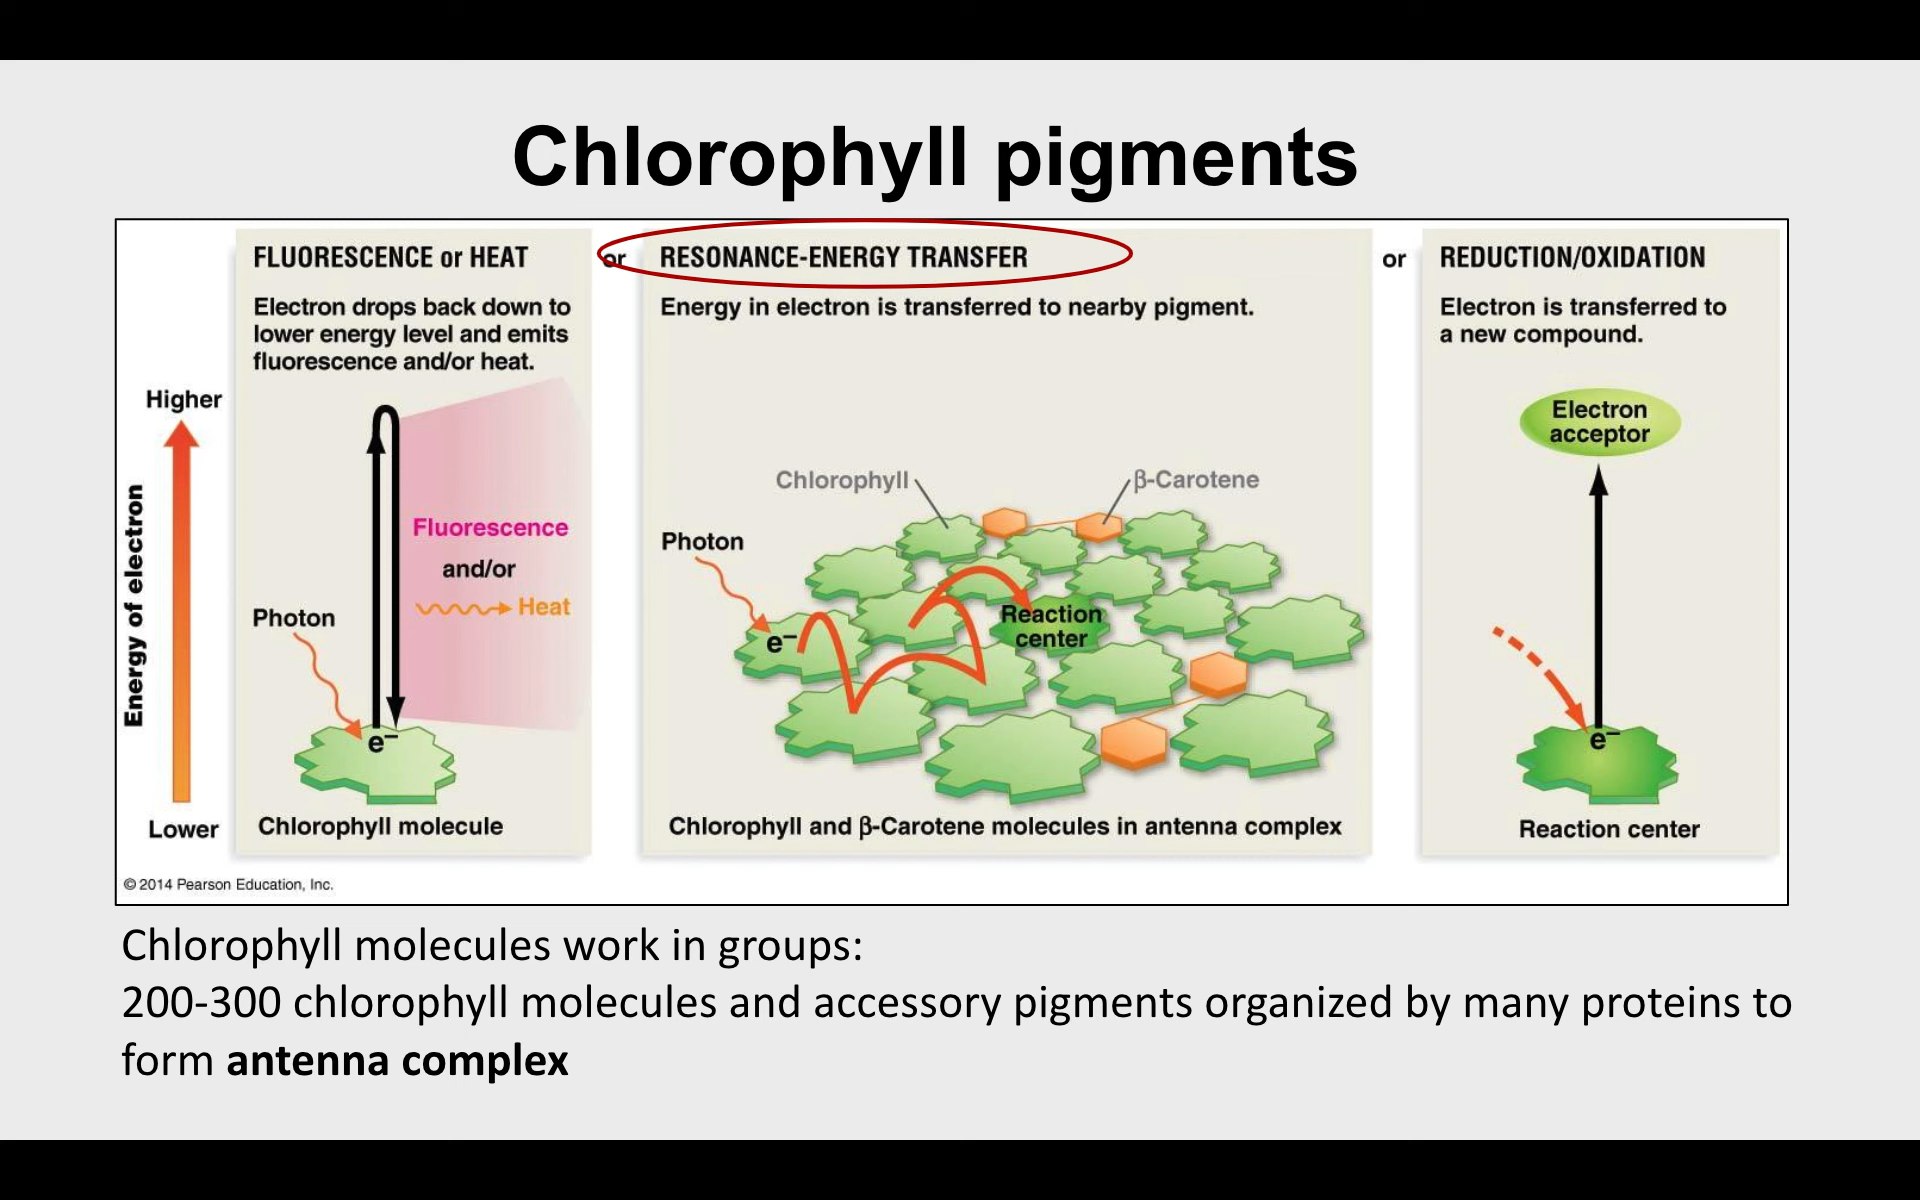 Chlorophyll pigments
FLUORESCENCE or HEAT
Electron drops back down to
lower energy level and emits
fluorescence and/or heat.
or
RESONANCE-ENERGY TRANSFER
Energy in electron is transferred to nearby pigment.
or
REDUCTION/OXIDATION
Electron is transferred to
a new compound.
Higher
Energy of electron
Lower
Photon
Fluorescence
and/or
Heat
e–
Chlorophyll molecule
Chlorophyll
β-Carotene
Photon
e–
Reaction
center
Chlorophyll and β-Carotene molecules in antenna complex
Electron
acceptor
e–
Reaction center
© 2014 Pearson Education, Inc.
Chlorophyll molecules work in groups:
200-300 chlorophyll molecules and accessory pigments organized by many proteins to
form antenna complex